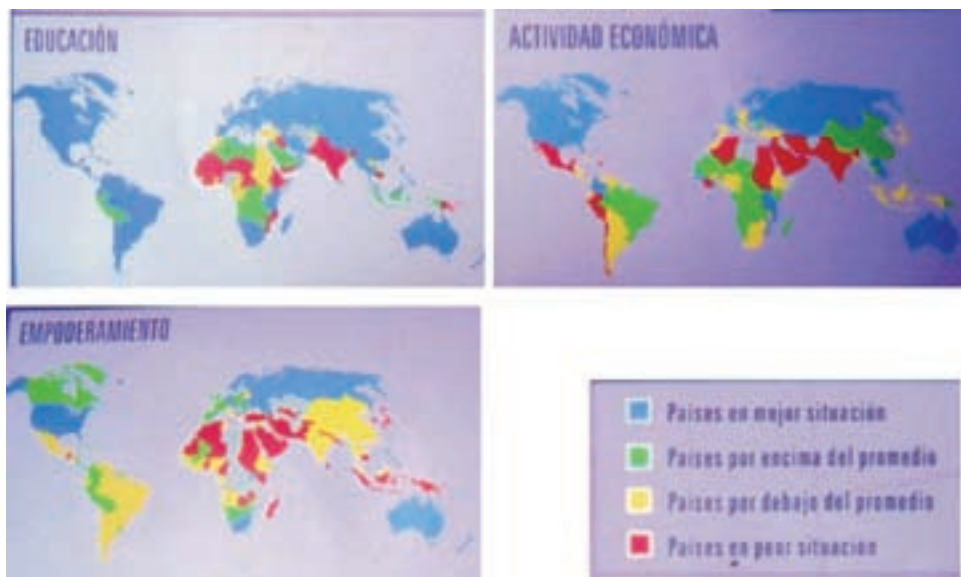 EDUCACIÓN
ACTIVIDAD ECONÓMICA
EMPODERAMIENTO
Países en mejor situación
Países por encima del promedio
Países por debajo del promedio
Países en peor situación